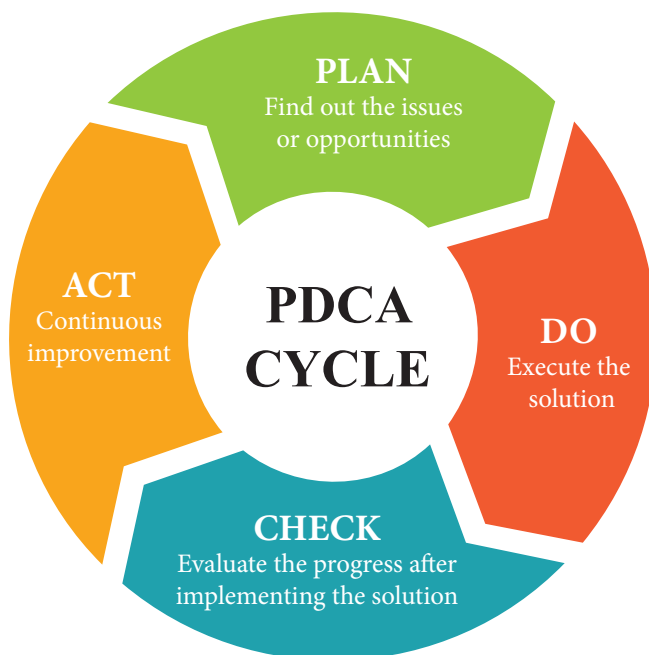 PLAN
Find out the issues
or opportunities
DO
Execute the
solution
CHECK
Evaluate the progress after
implementing the solution
ACT
Continuous
improvement
PDCA
CYCLE